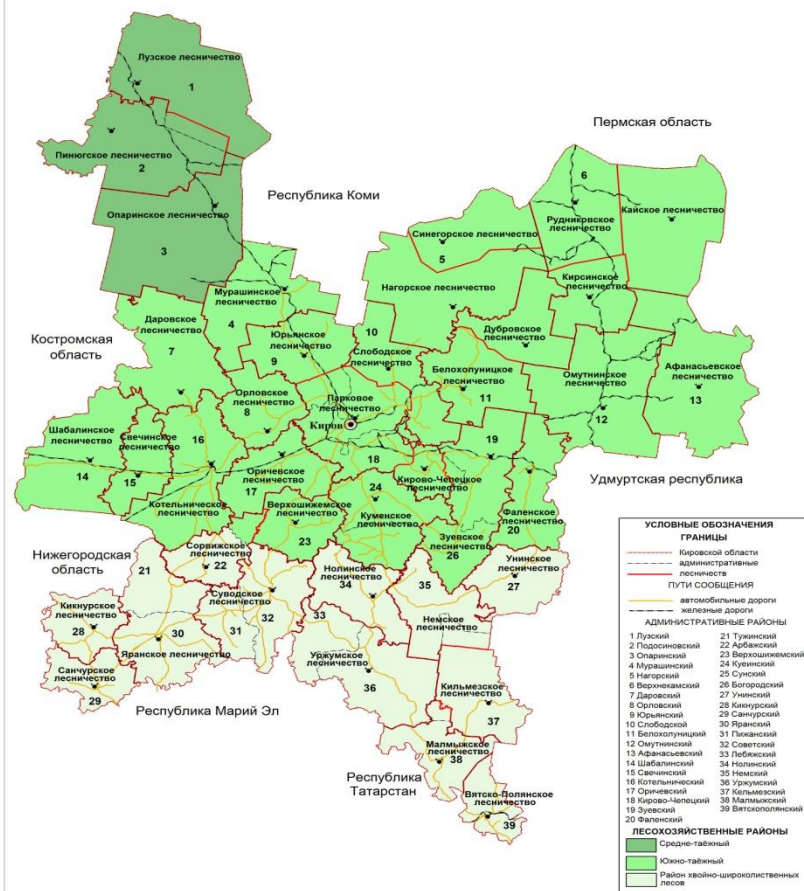 Лузское лесничество
1
Пинюгское лесничество
2
Пермская область
Республика Коми
Опаринское лесничество
3
6
Рудниковское
лесничество
Кайское лесничество
Синегорское лесничество
5
Мурашинское
лесничество
4
Нагорское лесничество
Кирсинское
лесничество
Даровское
лесничество
7
Костромская
область
Юрьянское
лесничество
9
10
Слободское
лесничество
Дубровское
лесничество
Белохолуницкое
лесничество
11
Омутнинское
лесничество
12
Афанасьевское
лесничество
13
Орловское
лесничество
8
Парковое
лесничество
Киров
Шабалинское
лесничество
14
Свечинское
лесничество
15
16
Котельничское лесничество
Оричевское
лесничество
17
18
19
Кирово-Чепецкое
лесничество
24
Куменское
лесничество
Верхошижемское
лесничество
23
Фаленское
лесничество
20
Зуевское
лесничество
26
Удмуртская республика
Нижегородская
область
21
Сорвижское
лесничество
22
Нолинское
лесничество
34
35
Унинское
лесничество
27
Кикнурское
лесничество
28
Суводское
лесничество
31
32
33
Немское
лесничество
30
Яранское лесничество
Санчурское
лесничество
29
Уржумское
лесничество
36
Кильмезское
лесничество
37
Республика Марий Эл
Малмыжское
лесничество
38
Республика
Татарстан
Вятско-Полянское
лесничество
39
УСЛОВНЫЕ ОБОЗНАЧЕНИЯ
ГРАНИЦЫ
Кировской области
административные
лесничеств
ПУТИ СООБЩЕНИЯ
автомобильные дороги
железные дороги
АДМИНИСТРАТИВНЫЕ РАЙОНЫ
1 Лузский
2 Подосиновский
3 Опаринский
4 Мурашинский
5 Нагорский
6 Верхнекамский
7 Даровский
8 Орловский
9 Юрьянский
10 Слободской
11 Белохолуницкий
12 Омутнинский
13 Афанасьевский
14 Шабалинский
15 Свечинский
16 Котельничский
17 Оричевский
18 Кирово-Чепецкий
19 Зуевский
20 Фаленский
21 Тужинский
22 Арбажский
23 Верхошижемский
24 Куеинский
25 Сунский
26 Богородский
27 Унинский
28 Кикнурский
29 Санчурский
30 Яранский
31 Пижанский
32 Советский
33 Лебяжский
34 Нолинский
35 Немский
36 Уржумский
37 Кельмезский
38 Малмыжский
39 Вятскополянский
ЛЕСОХОЗЯЙСТВЕННЫЕ РАЙОНЫ
Средне-таёжный
Южно-таёжный
Район хвойно-широколиственных
лесов